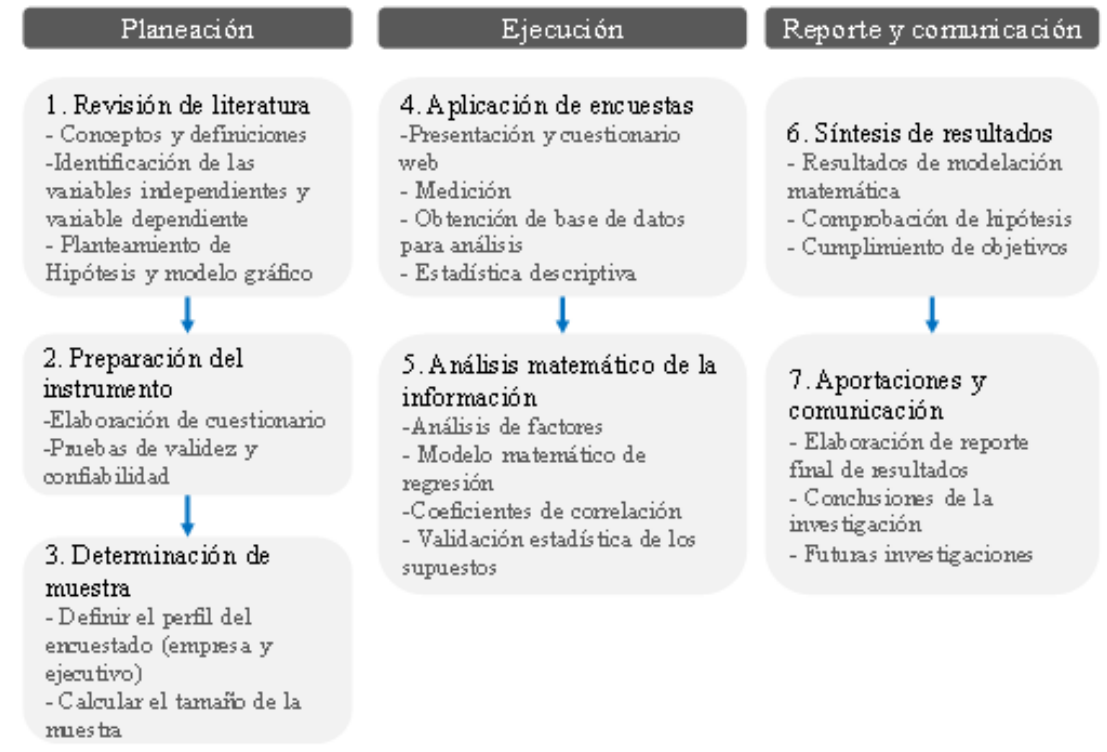 Planeación
1. Revisión de literatura
- Conceptos y definiciones
-Identificación de las
variables independientes y
variable dependiente
- Planteamiento de
Hipótesis y modelo gráfico
2. Preparación del
instrumento
-Elaboración de cuestionario
-Pruebas de validez y
confiabilidad
3. Determinación de
muestra
- Definir el perfil del
encuestado (empresa y
ejecutivo)
- Calcular el tamaño de la
muestra
Ejecución
4. Aplicación de encuestas
-Presentación y cuestionario
web
- Medición
- Obtención de base de datos
para análisis
- Estadística descriptiva
5. Análisis matemático de la
información
-Análisis de factores
- Modelo matemático de
regresión
-Coeficientes de correlación
- Validación estadística de los
supuestos
Reporte y comunicación
6. Síntesis de resultados
- Resultados de modelación
matemática
- Comprobación de hipótesis
- Cumplimiento de objetivos
7. Aportaciones y
comunicación
- Elaboración de reporte
final de resultados
- Conclusiones de la
investigación
- Futuras investigaciones